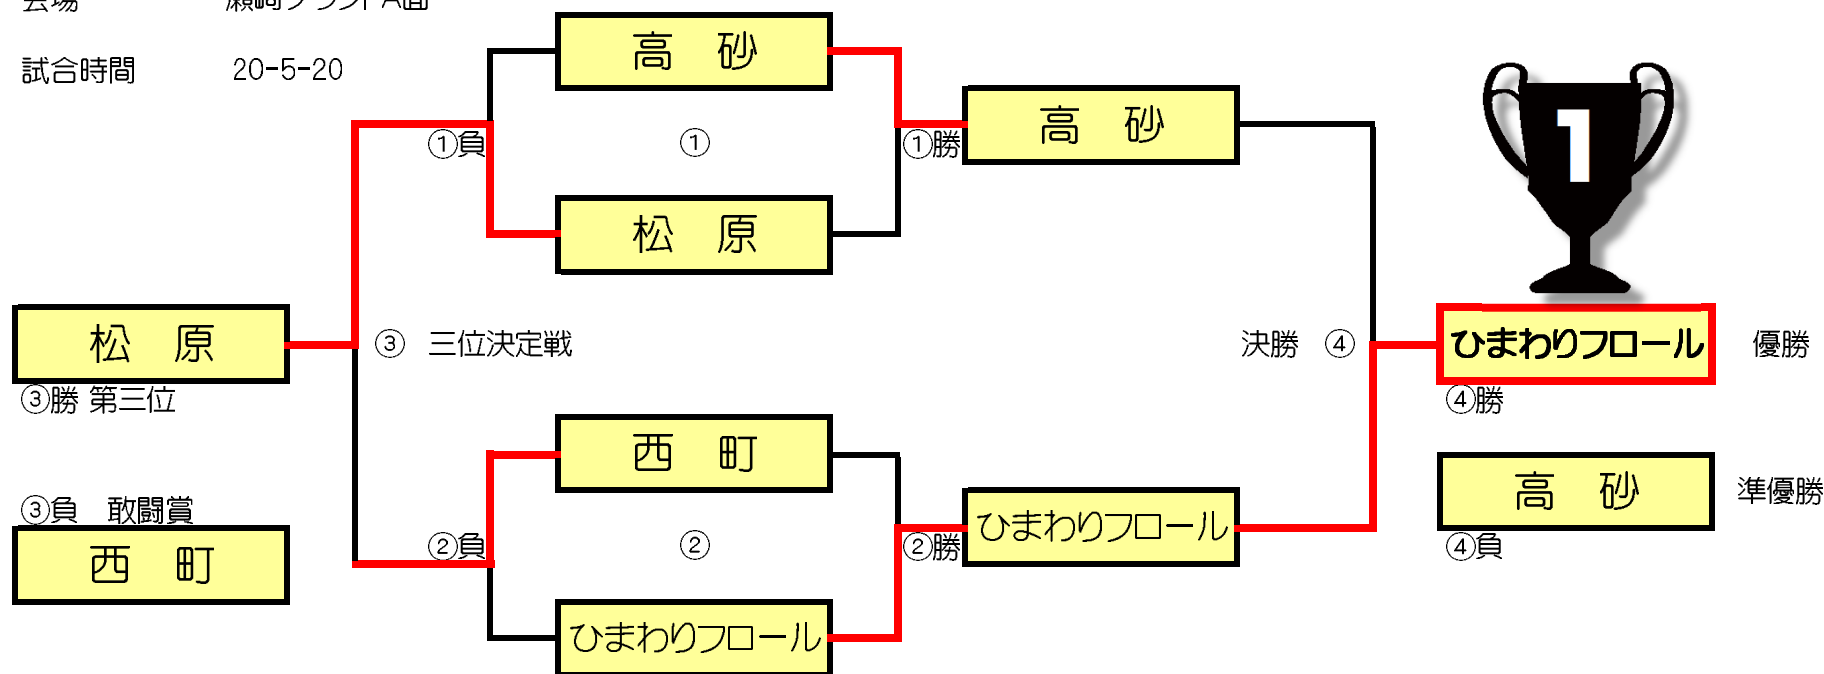 試合時間 20-5-20
高 砂
①負 ① ①勝
高 砂
1
松 原
松 原
③ 三位決定戦
決勝 ④
ひまわりフロール 優勝
③勝 第三位
④勝
西 町
高 砂 準優勝
③負 敢闘賞
西 町
②負 ② ②勝
ひまわりフロール
④負
ひまわりフロール